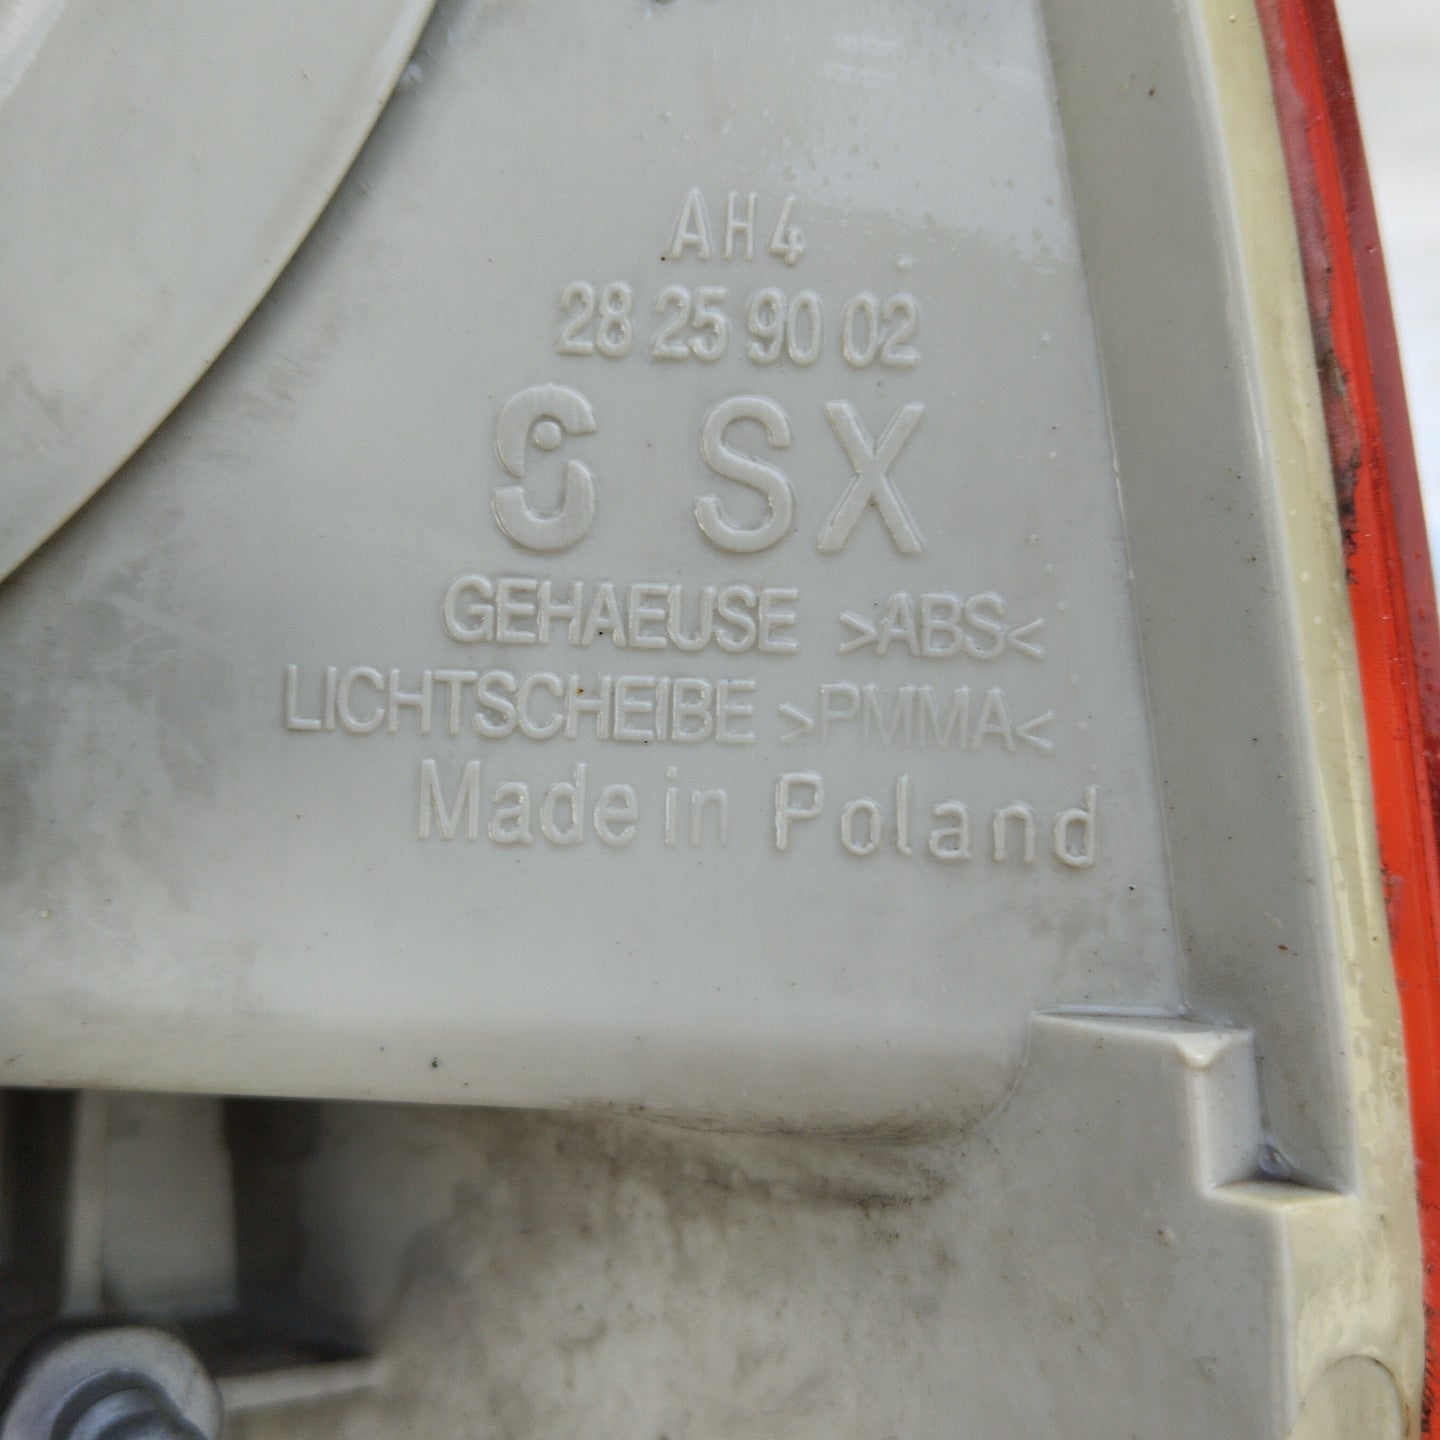 AH4
28 25 90 02
SX
GEHAEUSE >ABS<
LICHTSCHEIBE >PMMA<
Made in Poland